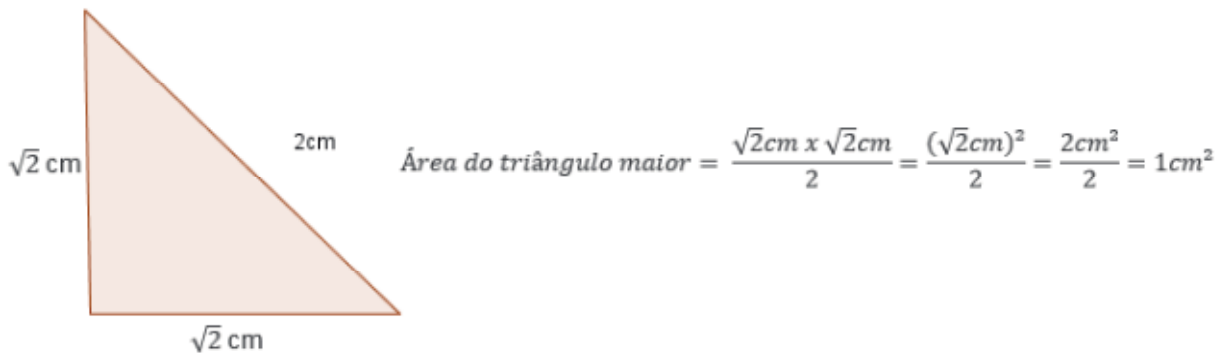 2cm
√2 cm
Área do triângulo maior = √2cm x √2cm / 2 = (√2cm)² / 2 = 2cm² / 2 = 1cm²
√2 cm